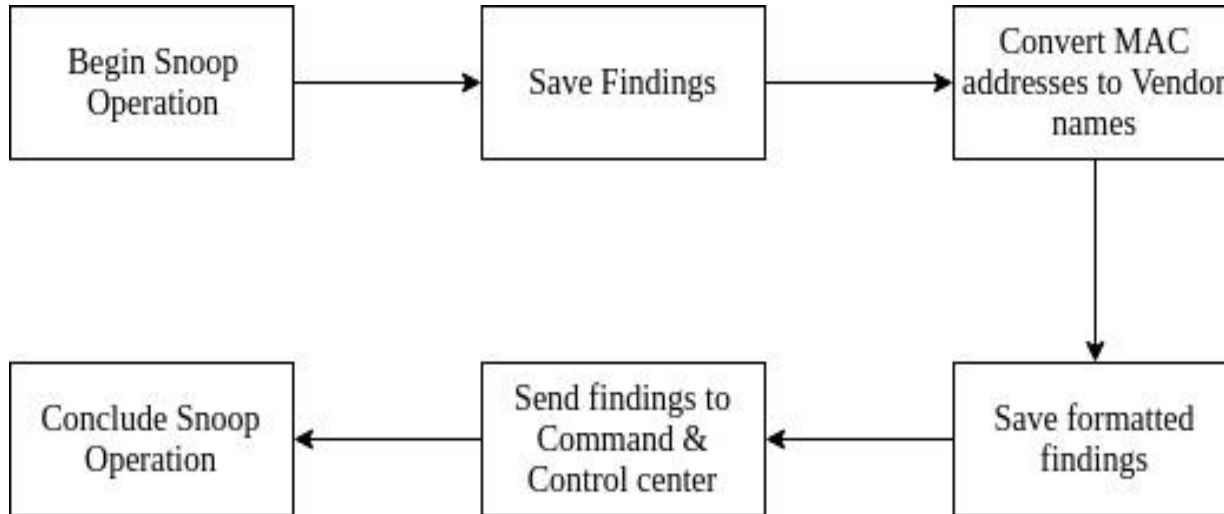 Begin Snoop
Operation
Save Findings
Convert MAC
addresses to Vendor
names
Save formatted
findings
Send findings to
Command &
Control center
Conclude Snoop
Operation